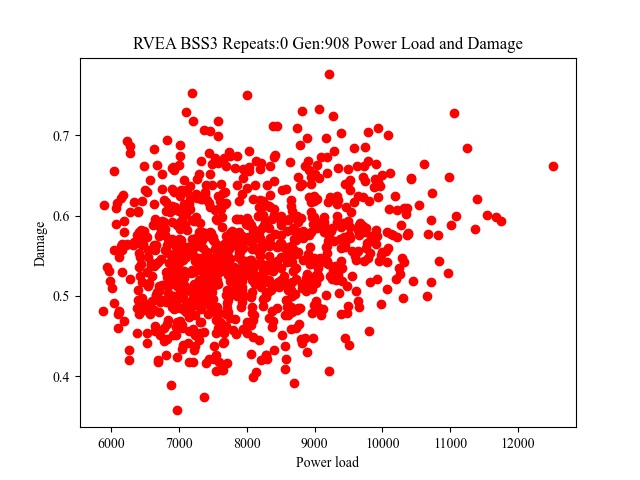 RVEA BSS3 Repeats:0 Gen:908 Power Load and Damage
0.7
0.6
0.5
0.4
Damage
6000 7000 8000 9000 10000 11000 12000
Power load